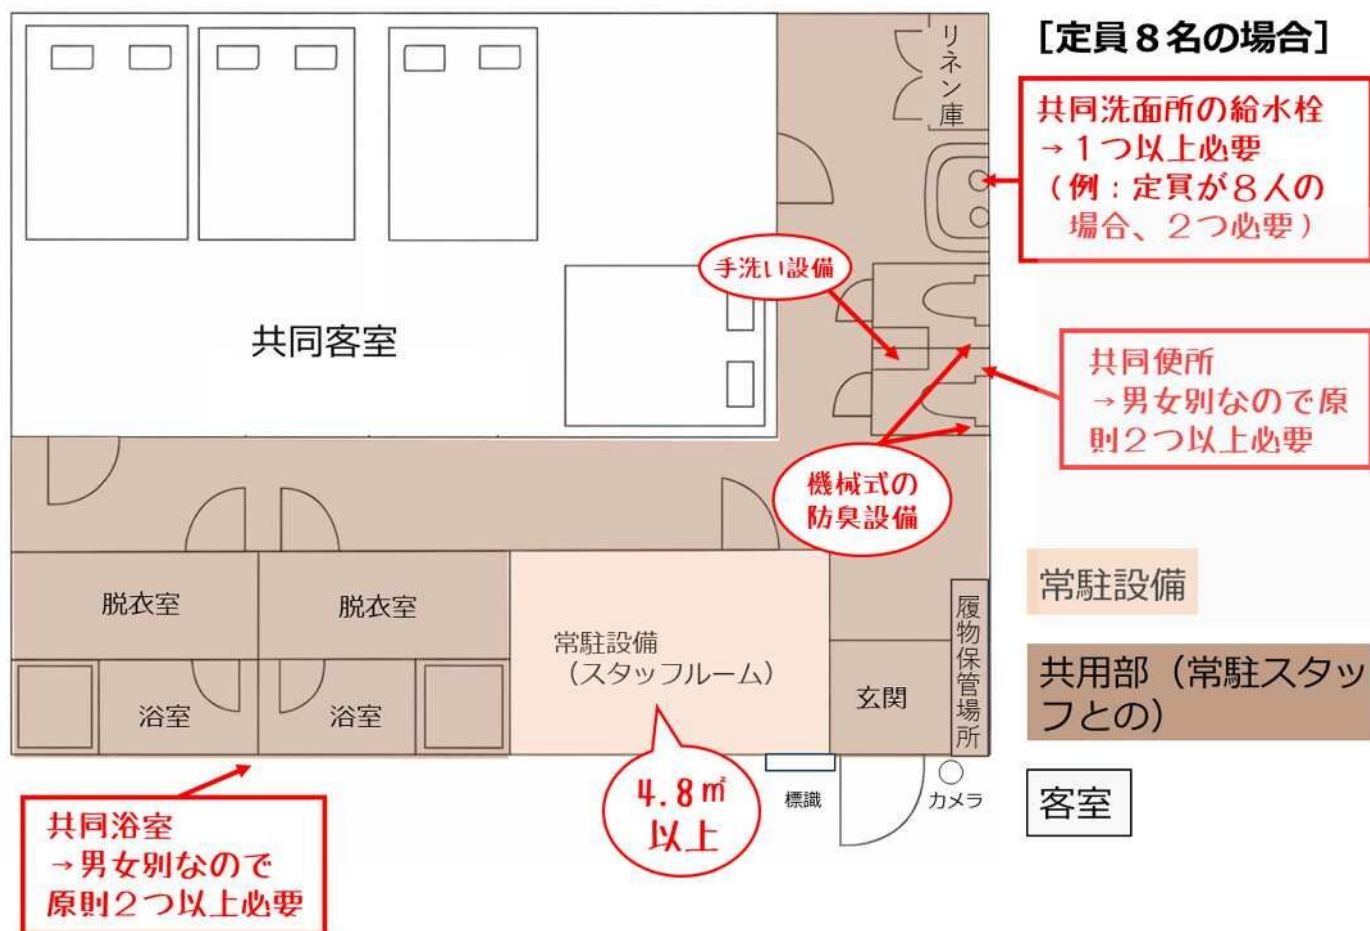 [定員８名の場合]
リネン庫
共同洗面所の給水栓
→１つ以上必要
（例：定員が８人の
場合、２つ必要）
手洗い設備
共同客室
共同便所
→男女別なので原
則２つ以上必要
機械式の
防臭設備
常駐設備
脱衣室
脱衣室
常駐設備
（スタッフルーム）
履物保管場所
共用部（常駐スタッ
フとの）
浴室
浴室
玄関
客室
標識
カメラ
4.8㎡
以上
共同浴室
→男女別なので
原則２つ以上必要